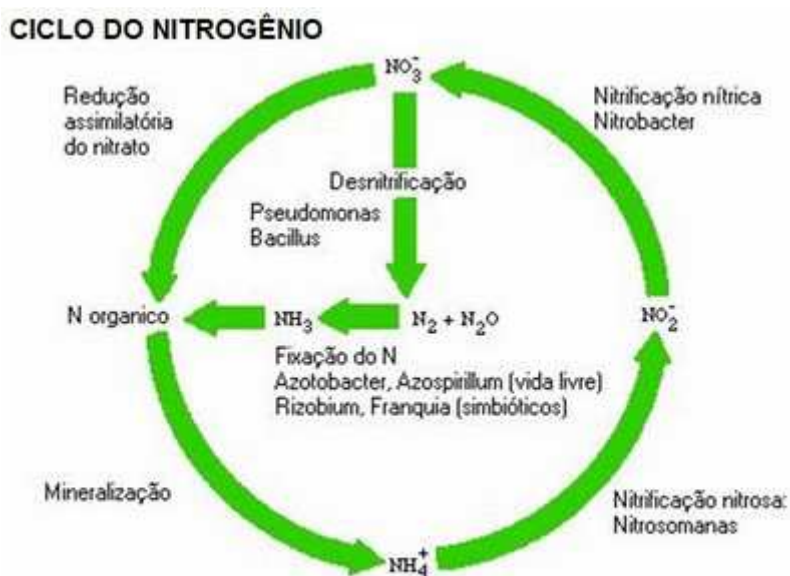 CICLO DO NITROGÊNIO
NO3-
Redução
assimilatória
do nitrato
Nitrificação nítrica
Nitrobacter
Desnitrificação
Pseudomonas
Bacillus
N organico
NH3
N2 + N2O
NO2-
Fixação do N
Azotobacter, Azospirillum (vida livre)
Rizobium, Franquia (simbióticos)
Mineralização
Nitrificação nitrosa:
Nitrosomanas
NH4+